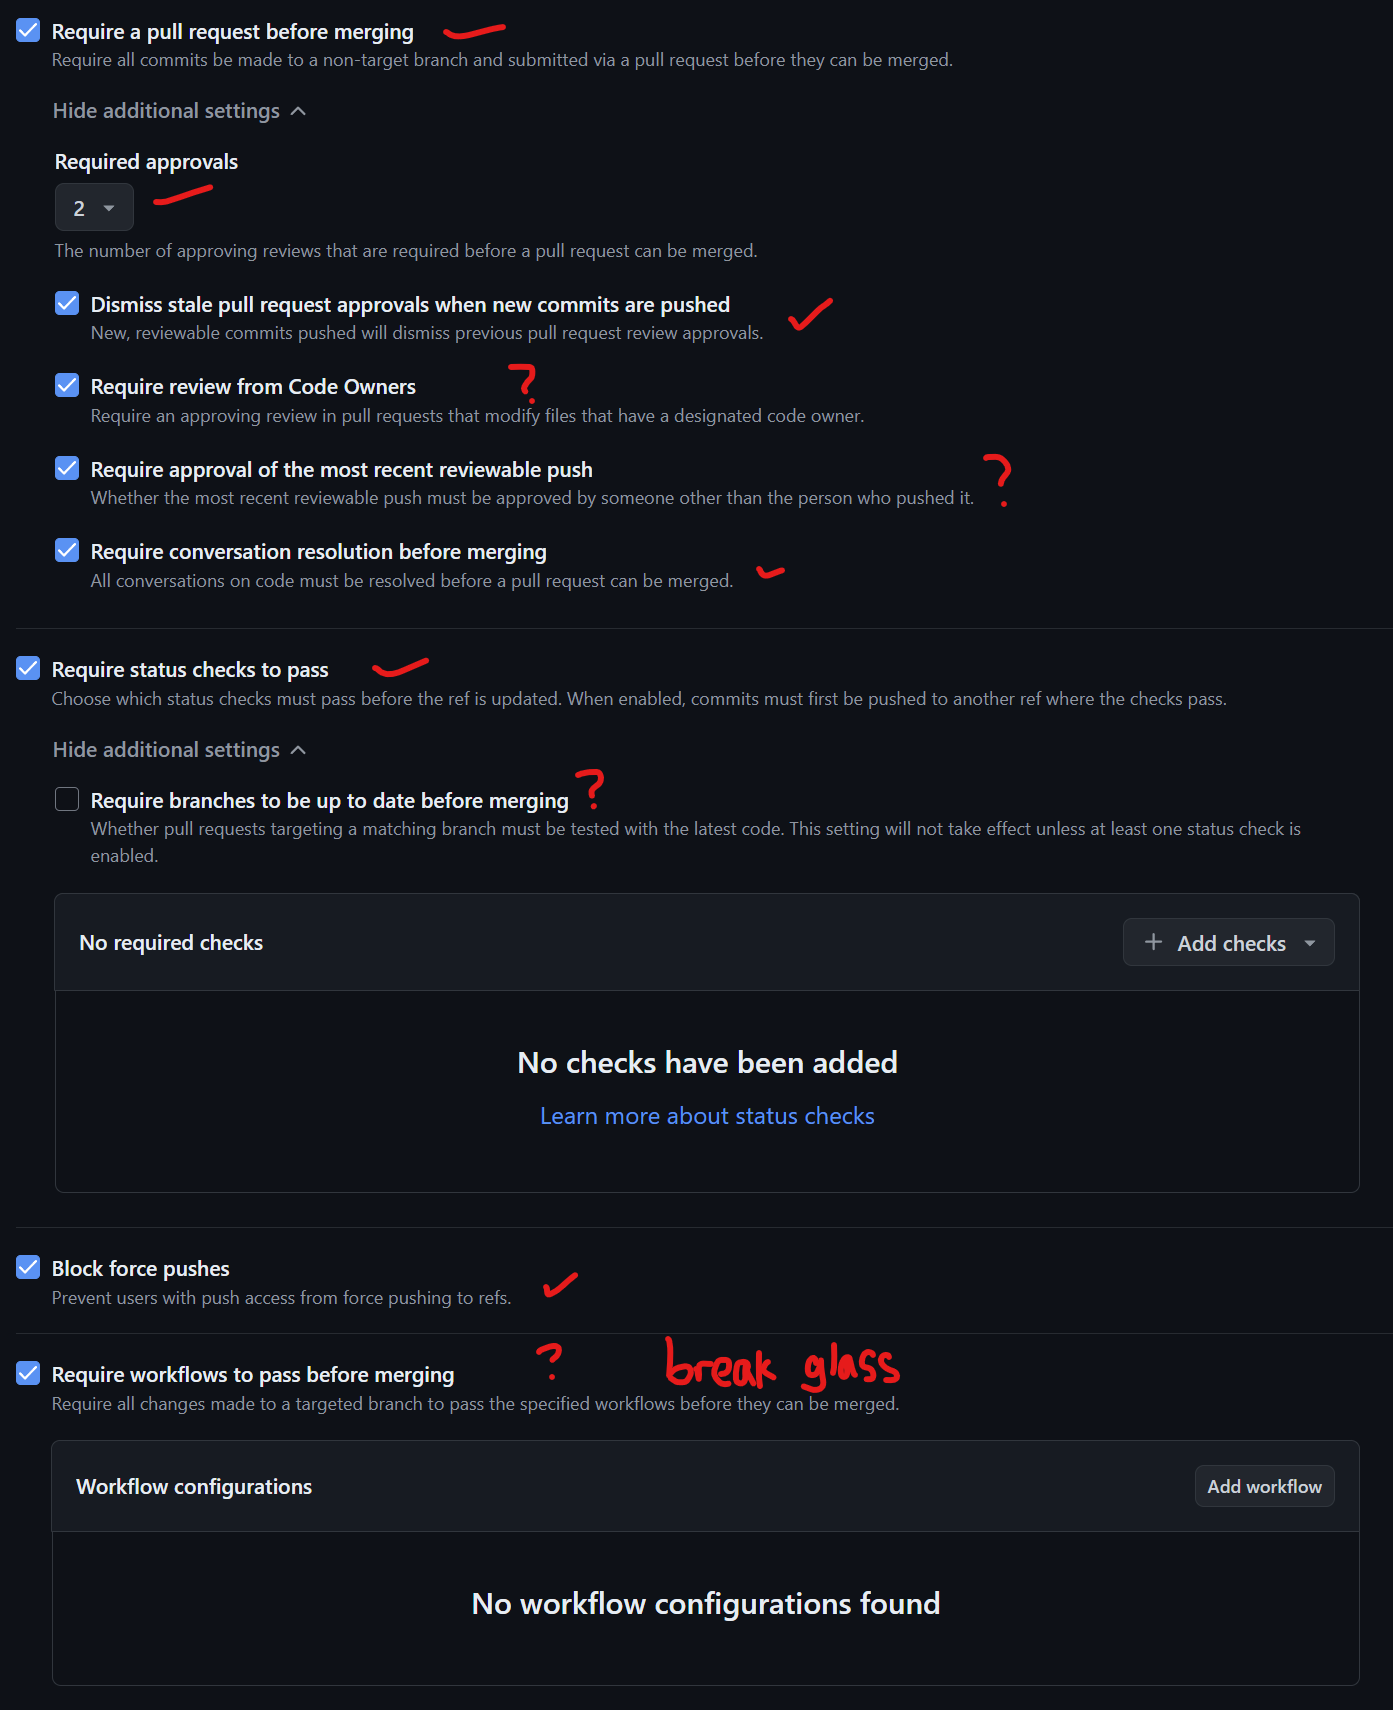 Require a pull request before merging
Require all commits be made to a non-target branch and submitted via a pull request before they can be merged.
Hide additional settings
Required approvals
2
The number of approving reviews that are required before a pull request can be merged.
Dismiss stale pull request approvals when new commits are pushed
New, reviewable commits pushed will dismiss previous pull request review approvals.
Require review from Code Owners ?
Require an approving review in pull requests that modify files that have a designated code owner.
Require approval of the most recent reviewable push
Whether the most recent reviewable push must be approved by someone other than the person who pushed it. ?
Require conversation resolution before merging
All conversations on code must be resolved before a pull request can be merged.
Require status checks to pass
Choose which status checks must pass before the ref is updated. When enabled, commits must first be pushed to another ref where the checks pass.
Hide additional settings
Require branches to be up to date before merging ?
Whether pull requests targeting a matching branch must be tested with the latest code. This setting will not take effect unless at least one status check is
enabled.
No required checks
+ Add checks
No checks have been added
Learn more about status checks
Block force pushes
Prevent users with push access from force pushing to refs.
Require workflows to pass before merging ? break glass
Require all changes made to a targeted branch to pass the specified workflows before they can be merged.
Workflow configurations
Add workflow
No workflow configurations found